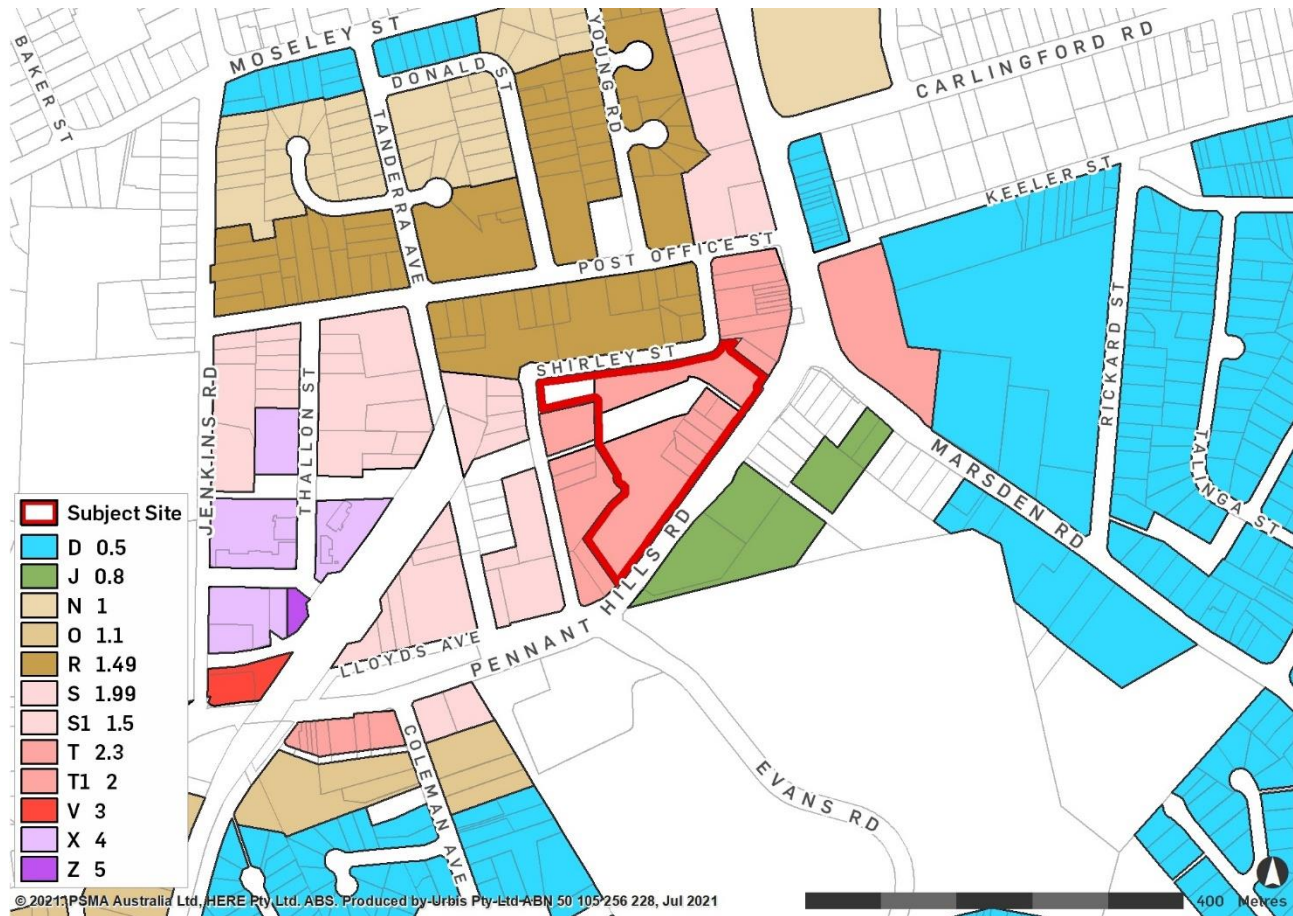 MOSELEY ST
BAKER ST
DONALD ST
YOUNG RD
CARLINGFORD RD
TANDERRA AVE
KEELER ST
POST OFFICE ST
SHIRLEY ST
JENKINS RD
THALLON ST
RICKARD ST
TALINGA ST
MARSDEN RD
PENNANT HILLS RD
LLOYDS AVE
COLEMAN AVE
EVANS RD
Subject Site
D 0.5
J 0.8
N 1
O 1.1
R 1.49
S 1.99
S1 1.5
T 2.3
T1 2
V 3
X 4
Z 5
© 2021. PSMA Australia Ltd, HERE Pty Ltd. ABS. Produced by Urbis Pty Ltd ABN 50 105 256 228, Jul 2021
400 Metres